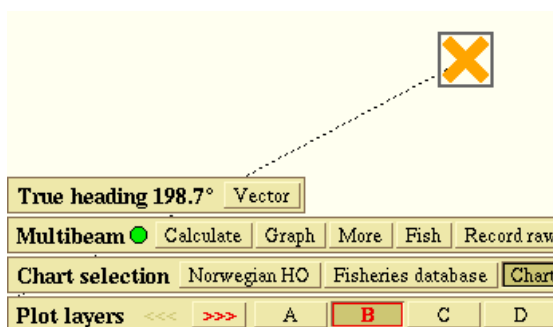 True heading 198.7° Vector
Multibeam Calculate Graph More Fish Record raw
Chart selection Norwegian HO Fisheries database Chart
Plot layers <<< >>> A B C D